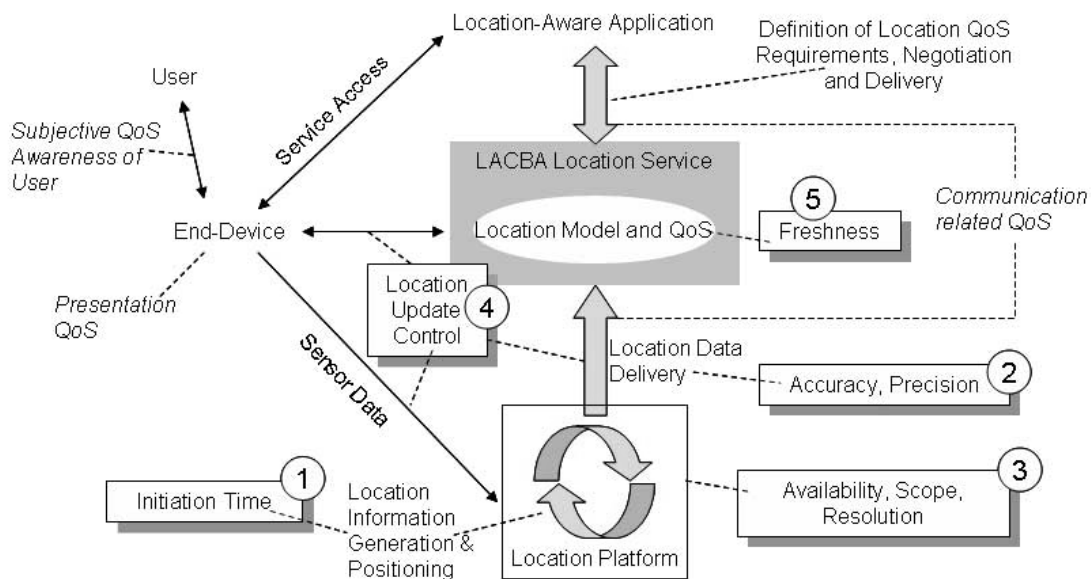 Location-Aware Application
Definition of Location QoS
Requirements, Negotiation
and Delivery
User
Service Access
Subjective QoS
Awareness of
User
LACBA Location Service
5
Communication
related QoS
End-Device
Location Model and QoS
Freshness
Location
Update
Control
4
Presentation
QoS
Sensor Data
Location Data
Delivery
2
Accuracy, Precision
1
Initiation Time
Location
Information
Generation &
Positioning
Location Platform
3
Availability, Scope,
Resolution